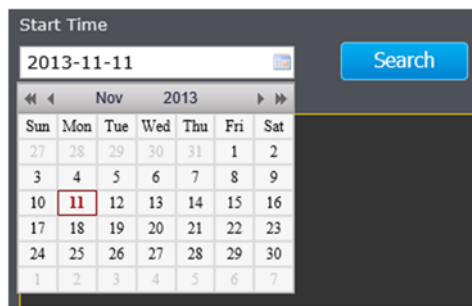 Start Time
2013-11-11
Search
Nov 2013
Sun Mon Tue Wed Thu Fri Sat
27 28 29 30 31 1 2
3 4 5 6 7 8 9
10 11 12 13 14 15 16
17 18 19 20 21 22 23
24 25 26 27 28 29 30
1 2 3 4 5 6 7